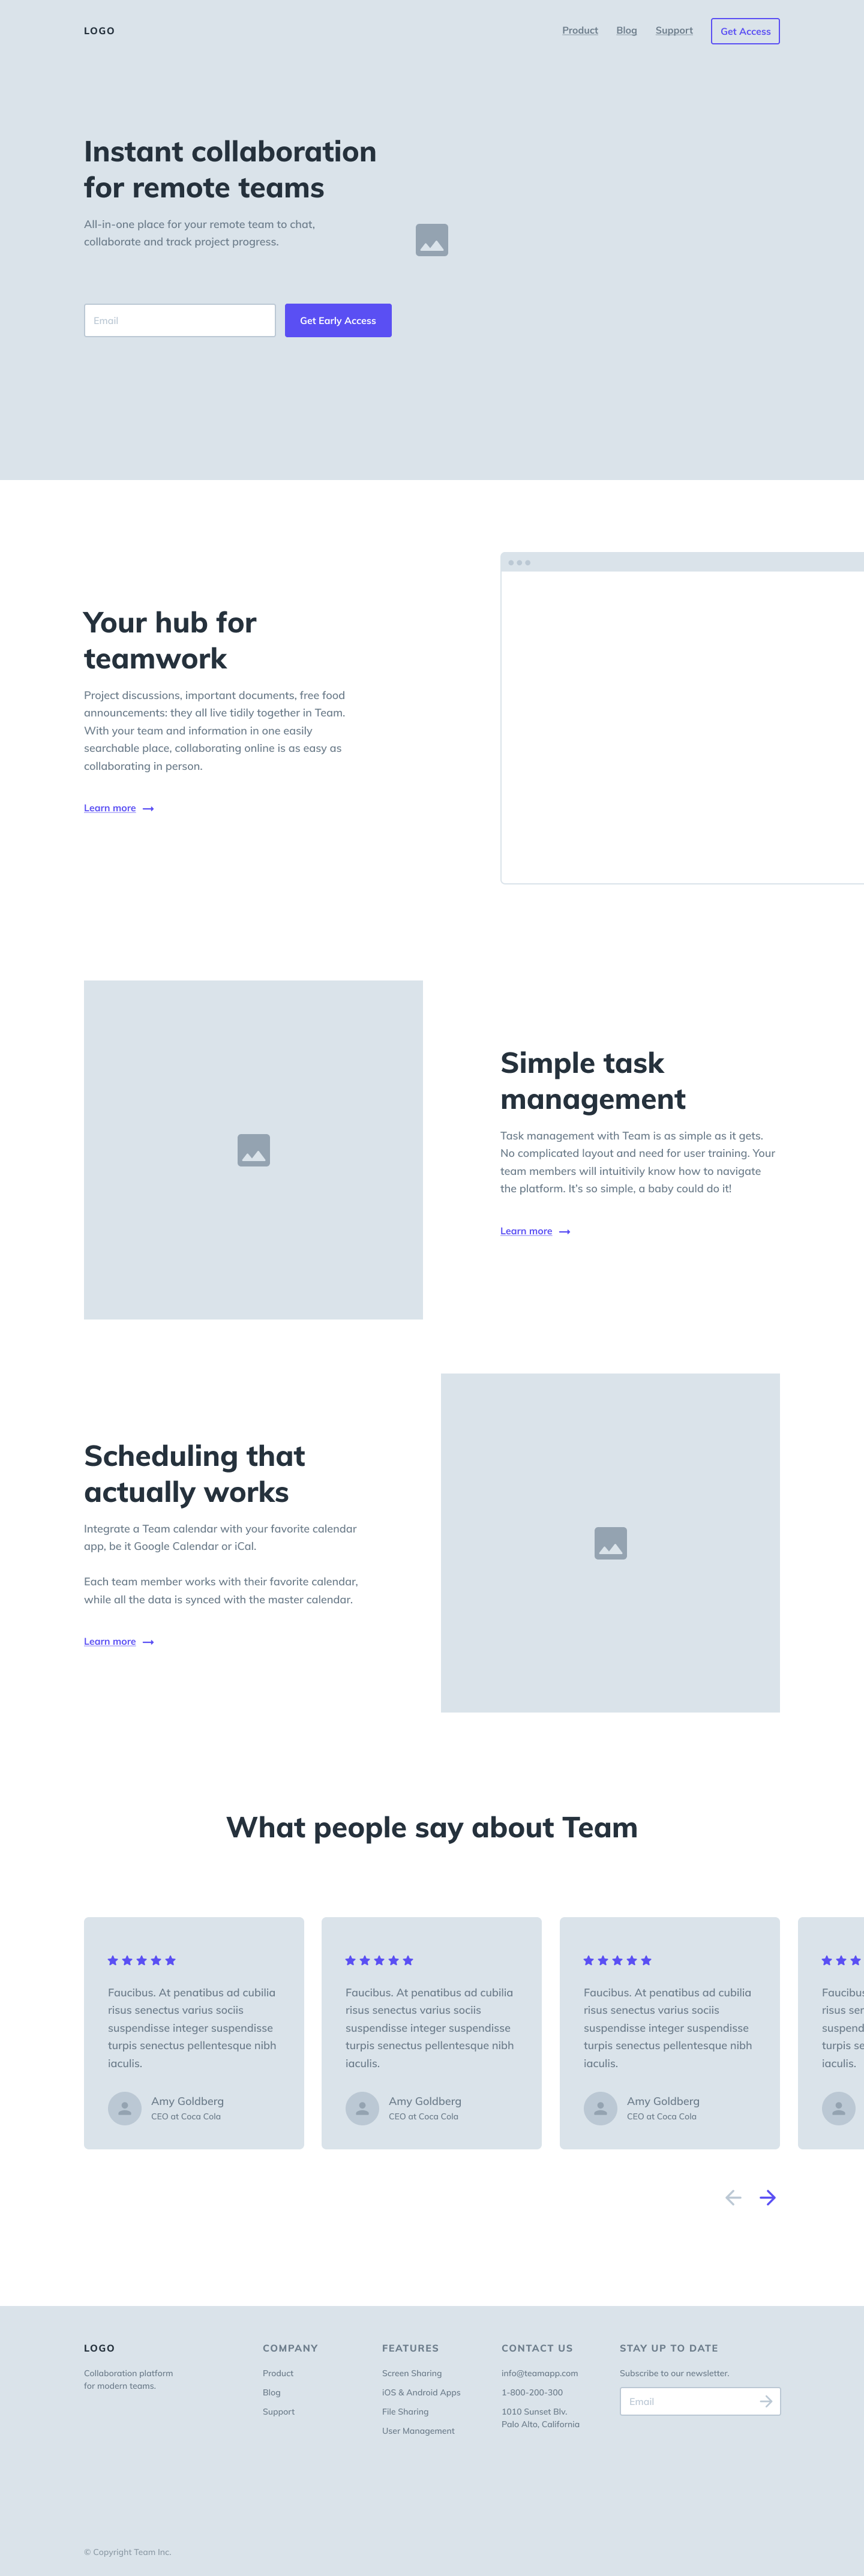 LOGO
Product
Blog
Support
Get Access
Instant collaboration
for remote teams
All-in-one place for your remote team to chat,
collaborate and track project progress.
Email
Get Early Access
Your hub for
teamwork
Project discussions, important documents, free food
announcements: they all live tidily together in Team.
With your team and information in one easily
searchable place, collaborating online is as easy as
collaborating in person.
Learn more
Simple task
management
Task management with Team is as simple as it gets.
No complicated layout and need for user training. Your
team members will intuitivily know how to navigate
the platform. It's so simple, a baby could do it!
Learn more
Scheduling that
actually works
Integrate a Team calendar with your favorite calendar
app, be it Google Calendar or iCal.
Each team member works with their favorite calendar,
while all the data is synced with the master calendar.
Learn more
What people say about Team
Faucibus. At penatibus ad cubilia
risus senectus varius sociis
suspendisse integer suspendisse
turpis senectus pellentesque nibh
iaculis.
Amy Goldberg
CEO at Coca Cola
Faucibus. At penatibus ad cubilia
risus senectus varius sociis
suspendisse integer suspendisse
turpis senectus pellentesque nibh
iaculis.
Amy Goldberg
CEO at Coca Cola
Faucibus. At penatibus ad cubilia
risus senectus varius sociis
suspendisse integer suspendisse
turpis senectus pellentesque nibh
iaculis.
Amy Goldberg
CEO at Coca Cola
Faucibus
risus ser
suspend
turpis se
iaculis.
LOGO
Collaboration platform
for modern teams.
COMPANY
Product
Blog
Support
FEATURES
Screen Sharing
iOS & Android Apps
File Sharing
User Management
CONTACT US
info@teamapp.com
1-800-200-300
1010 Sunset Blv.
Palo Alto, California
STAY UP TO DATE
Subscribe to our newsletter.
Email
© Copyright Team Inc.